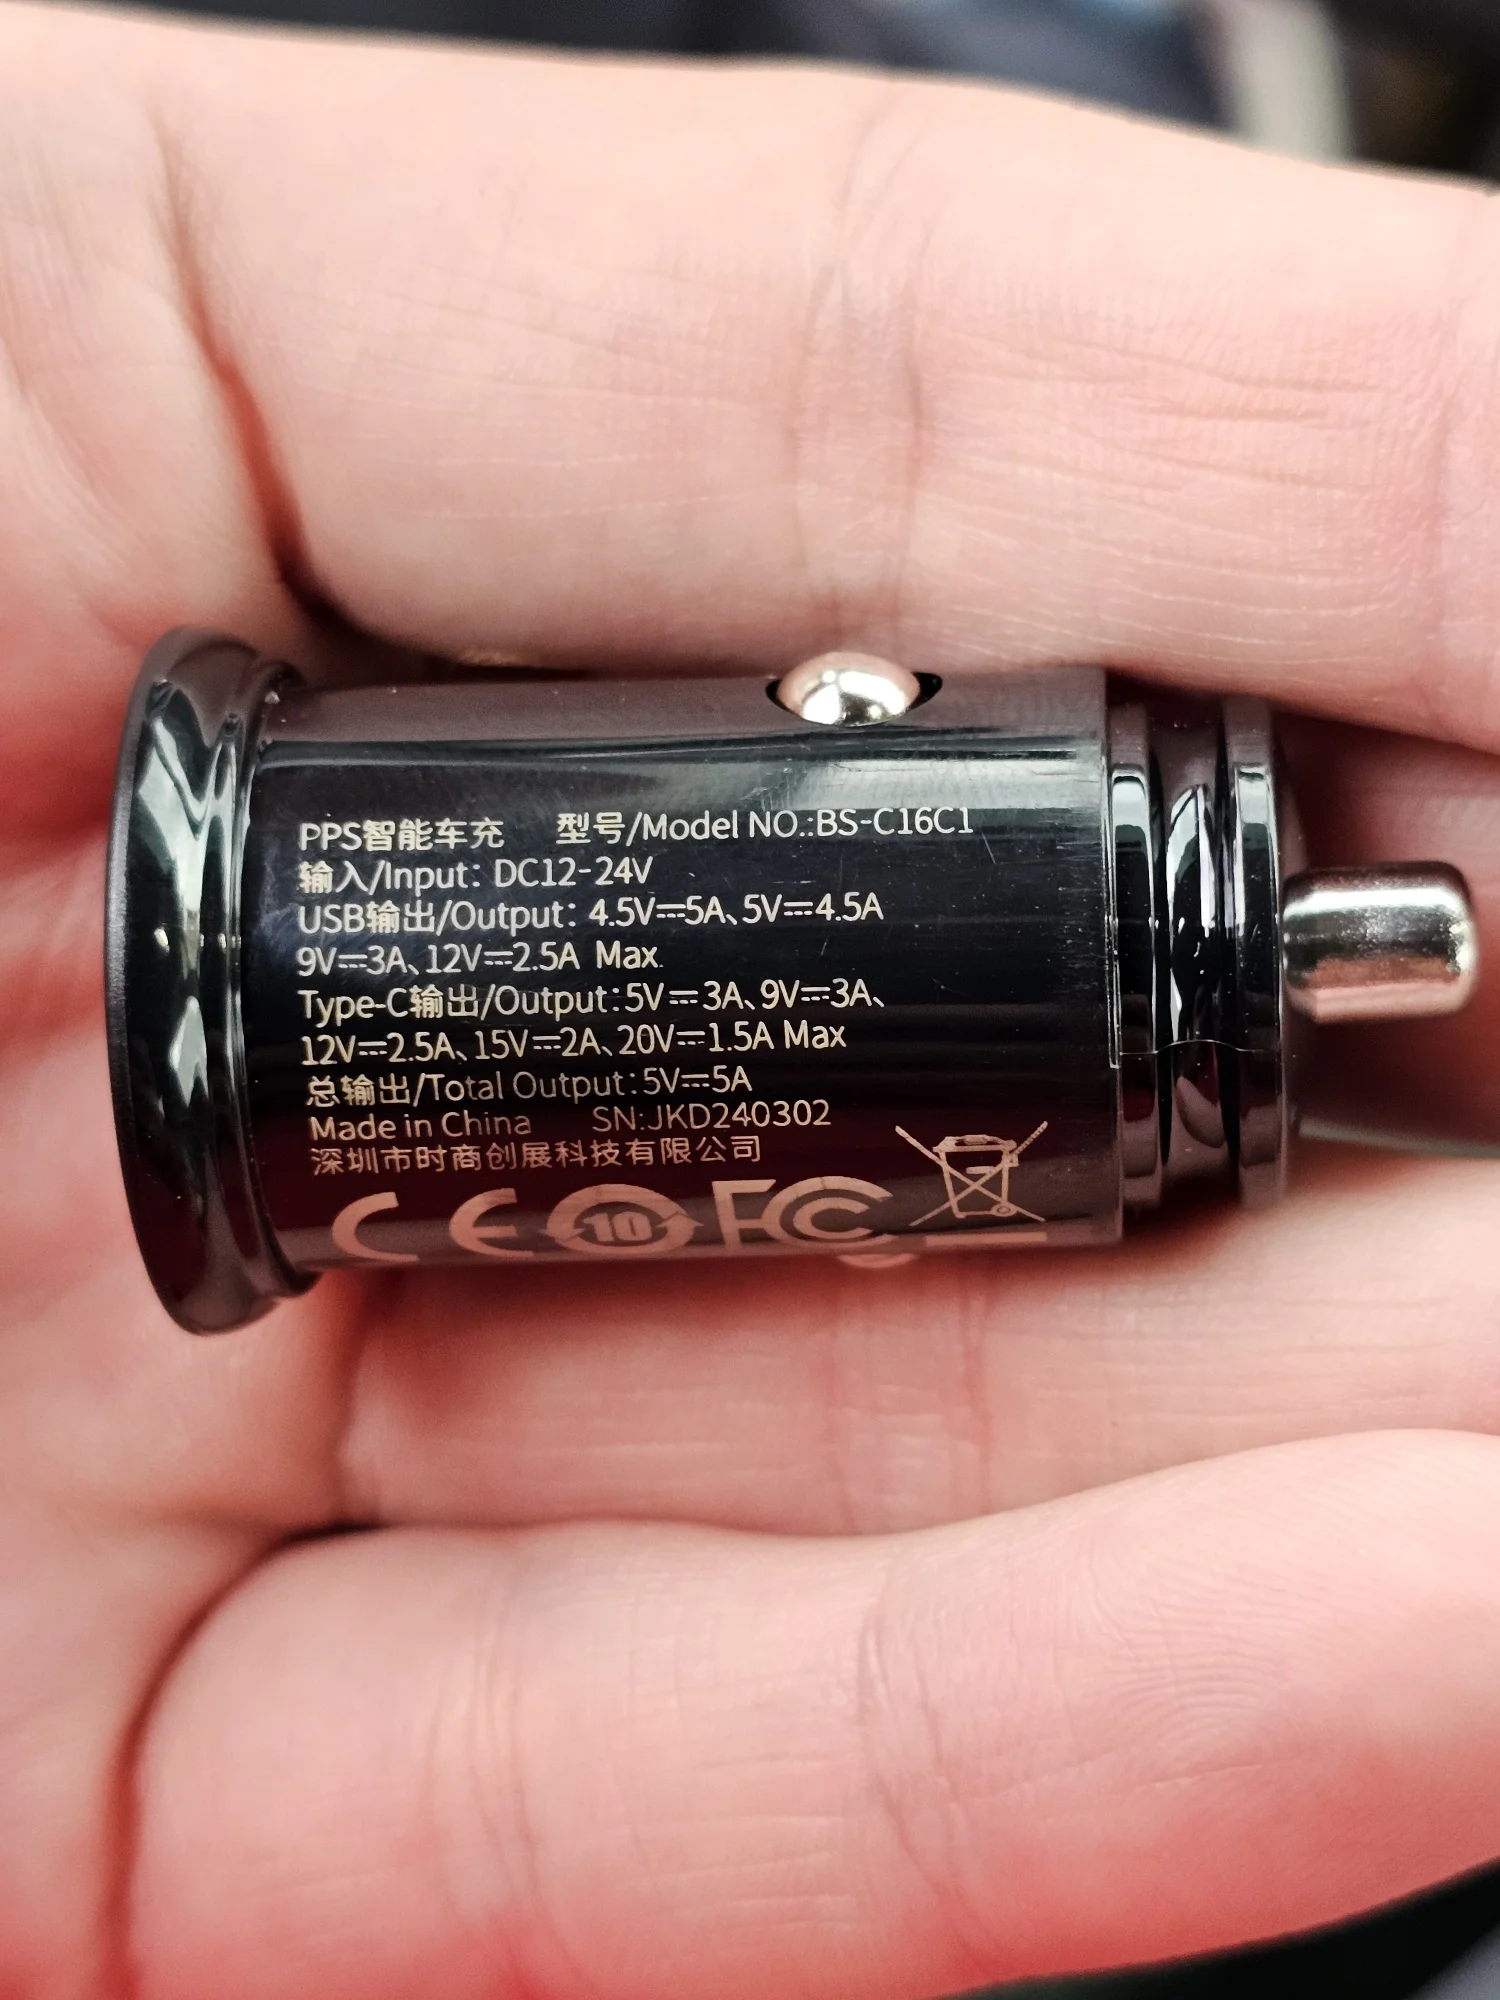 PPS智能车充 型号/Model NO.:BS-C16C1
输入/Input: DC12-24V
USB输出/Output: 4.5V⎓5A、5V⎓4.5A
9V⎓3A、12V⎓2.5A Max.
Type-C输出/Output:5V⎓3A、9V⎓3A、
12V⎓2.5A、15V⎓2A、20V⎓1.5A Max
总输出/Total Output:5V⎓5A
Made in China SN:JKD240302
深圳市时商创展科技有限公司
CE 10 FC